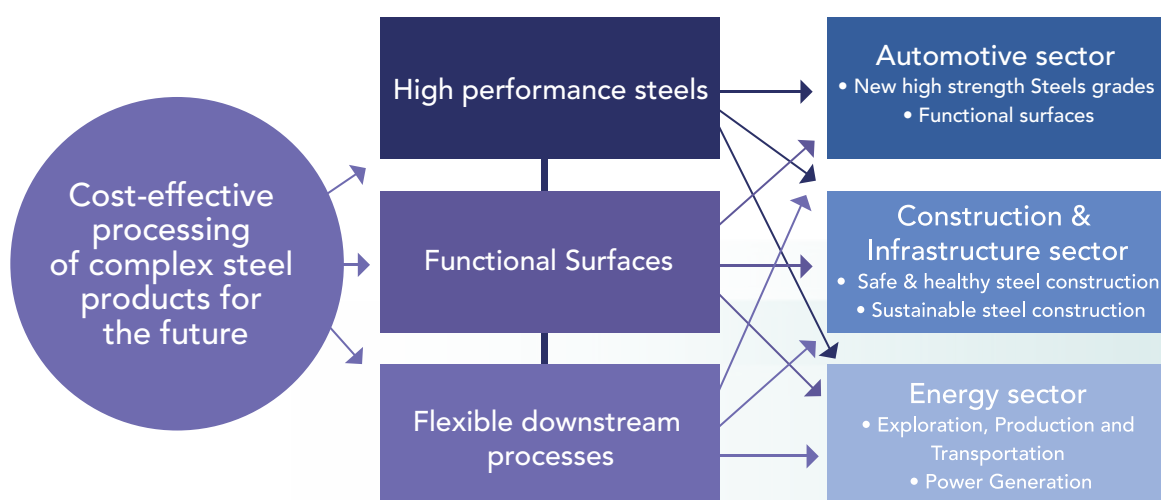 Cost-effective
processing
of complex steel
products for
the future
High performance steels
Functional Surfaces
Flexible downstream
processes
Automotive sector
• New high strength Steels grades
• Functional surfaces
Construction &
Infrastructure sector
• Safe & healthy steel construction
• Sustainable steel construction
Energy sector
• Exploration, Production and
Transportation
• Power Generation